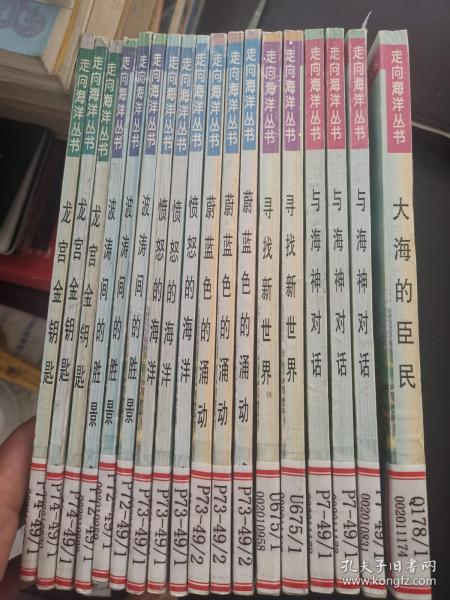 走向海洋丛书 龙宫金钥匙 P74-49/1
走向海洋丛书 龙宫金钥匙 P74-49/1
走向海洋丛书 龙宫金钥匙
走向海洋丛书 波涛间的胜景 P72-49/1
走向海洋丛书 波涛间的胜景 P72-49/1
走向海洋丛书 波涛间的胜景
走向海洋丛书 愤怒的海洋 P73-49/1
走向海洋丛书 愤怒的海洋 P73-49/1
走向海洋丛书 愤怒的海洋 P73-49/1
走向海洋丛书 蔚蓝色的涌动 P73-49/2
走向海洋丛书 蔚蓝色的涌动 P73-49/2
走向海洋丛书 蔚蓝色的涌动 P73-49/2
走向海洋丛书 寻找新世界 U675/1 002010958
走向海洋丛书 寻找新世界 U675/1
走向海洋丛书 与海神对话 P7-49/1
走向海洋丛书 与海神对话 P7-49/1
走向海洋丛书 与海神对话
走向海洋丛书 大海的臣民 Q178/1 002011174
孔夫子旧书网